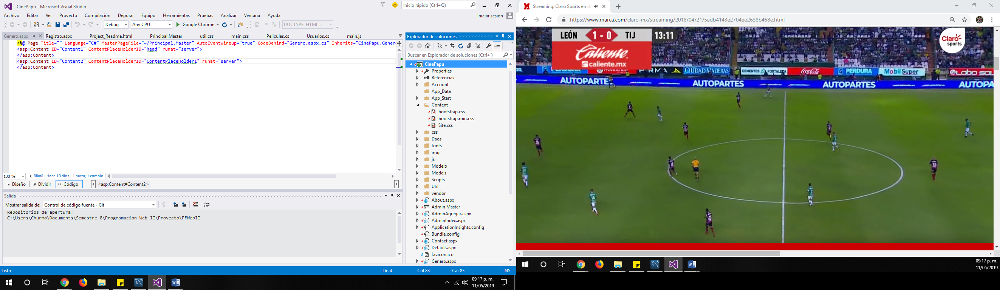 CinePapu - Microsoft Visual Studio
Inicio rápido (Ctrl+Q)
Archivo Editar Ver Proyecto Compilación Depurar Equipo Herramientas Pruebas Analizar Ventana Ayuda
Iniciar sesión
Debug Any CPU Google Chrome DOCTYPE: HTML5
Genero.aspx Registro.aspx Project_Readme.html Principal.Master util.css main.css Peliculas.cs Usuarios.cs main.js
<%@ Page Title="" Language="C#" MasterPageFile="~/Principal.Master" AutoEventWireup="true" CodeBehind="Genero.aspx.cs" Inherits="CinePapu.Genero
<asp:Content ID="Content1" ContentPlaceHolderID="head" runat="server">
</asp:Content>
<asp:Content ID="Content2" ContentPlaceHolderID="ContentPlaceHolder1" runat="server">
</asp:Content>
100 % RikaSJ, Hace 10 días | 1 autor, 1 cambio
Diseño Dividir Código <asp:Content#Content2>
Salida
Mostrar salida de: Control de código fuente - Git
Repositorios de apertura:
C:\Users\Churmo\Documents\Semestre 8\Programacion Web II\Proyecto\PFWebII
Explorador de soluciones
Buscar en Explorador de soluciones (Ctrl+´)
CinePapu
Properties
Referencias
Account
App_Data
App_Start
Content
bootstrap.css
bootstrap.min.css
Site.css
css
Daos
fonts
img
js
Modelo
Models
Scripts
Util
vendor
About.aspx
Admin.Master
AdminAgregar.aspx
AdminIndex.aspx
ApplicationInsights.config
Bundle.config
Contact.aspx
Default.aspx
favicon.ico
Genero.aspx
Listo Lín 4 Col 83 Car 83 INS
09:17 p. m.
11/05/2019
Streaming: Claro Sports en d
https://www.marca.com/claro-mx/streaming/2018/04/21/5adb4143e2704ee2638b468e.html
LEÓN 1 - 0 TIJ 13:11
Caliente
caliente.mx
Claro-
sports
CIUDAD MADERAS CEMENTOS FORTALEZA Coca-Cola PERDURA Mobil Super
AUTOPARTE AUTOPARTES AUTOPARTES AUTOPA
21
16
09:17 p. m.
11/05/2019